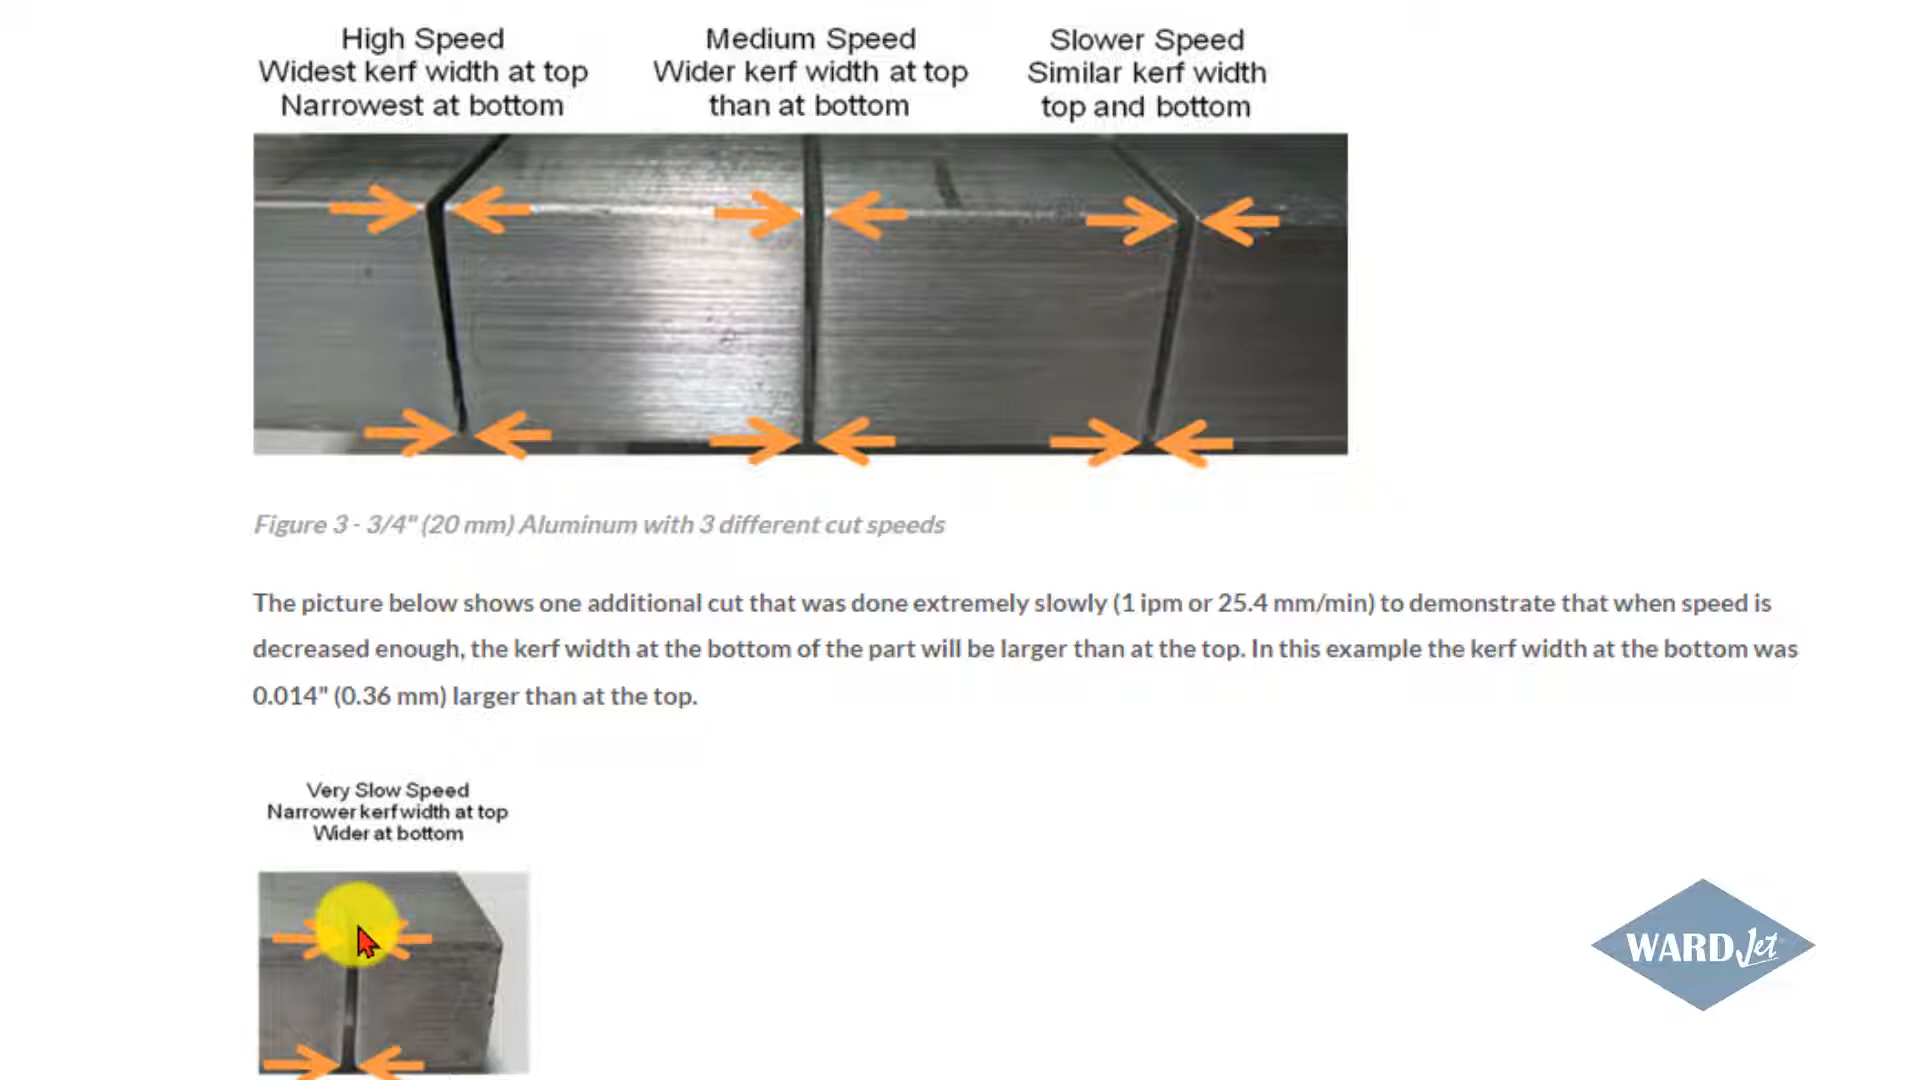 High Speed
Widest kerf width at top
Narrowest at bottom
Medium Speed
Wider kerf width at top
than at bottom
Slower Speed
Similar kerf width
top and bottom
Figure 3 - 3/4" (20 mm) Aluminum with 3 different cut speeds
The picture below shows one additional cut that was done extremely slowly (1 ipm or 25.4 mm/min) to demonstrate that when speed is
decreased enough, the kerf width at the bottom of the part will be larger than at the top. In this example the kerf width at the bottom was
0.014" (0.36 mm) larger than at the top.
Very Slow Speed
Narrower kerf width at top
Wider at bottom
WARDJet